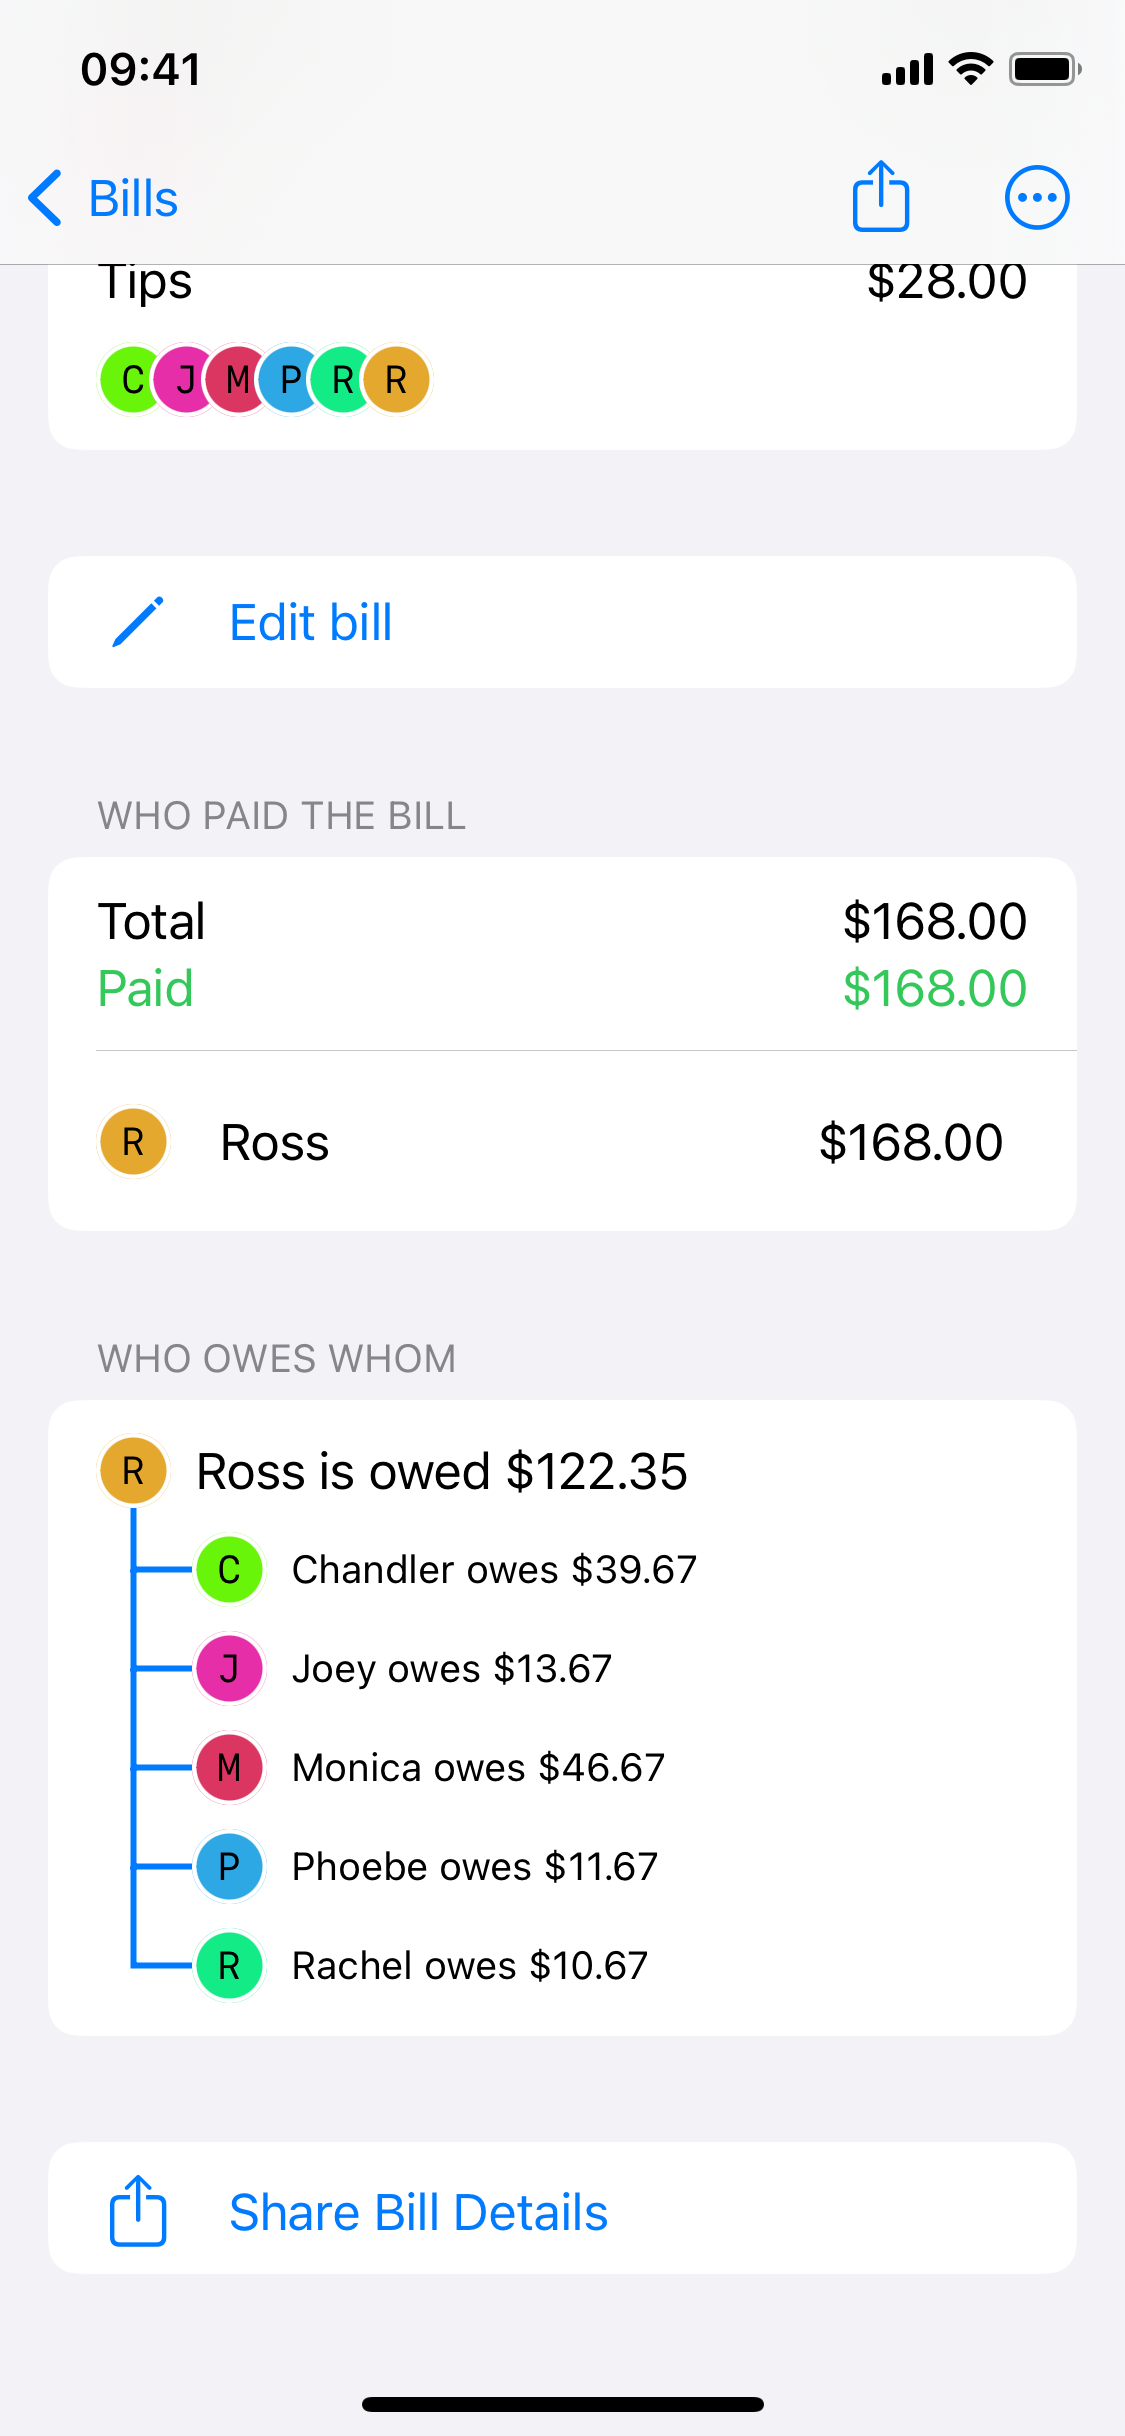 09:41
Bills
Tips $28.00
C J M P R R
Edit bill
WHO PAID THE BILL
Total $168.00
Paid $168.00
R Ross $168.00
WHO OWES WHOM
R Ross is owed $122.35
C Chandler owes $39.67
J Joey owes $13.67
M Monica owes $46.67
P Phoebe owes $11.67
R Rachel owes $10.67
Share Bill Details